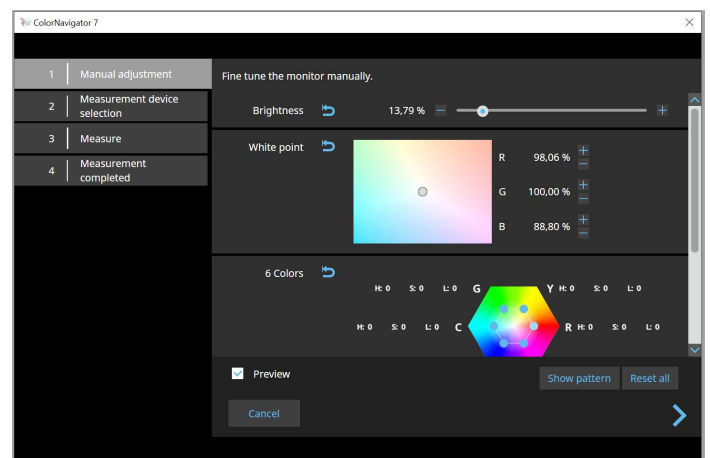 ColorNavigator 7
1 Manual adjustment
2 Measurement device
selection
3 Measure
4 Measurement
completed
Fine tune the monitor manually.
Brightness 13,79 %
White point
R 98,06 %
G 100,00 %
B 88,80 %
6 Colors
H: 0 S: 0 L: 0 G Y H: 0 S: 0 L: 0
H: 0 S: 0 L: 0 C R H: 0 S: 0 L: 0
Preview
Show pattern Reset all
Cancel